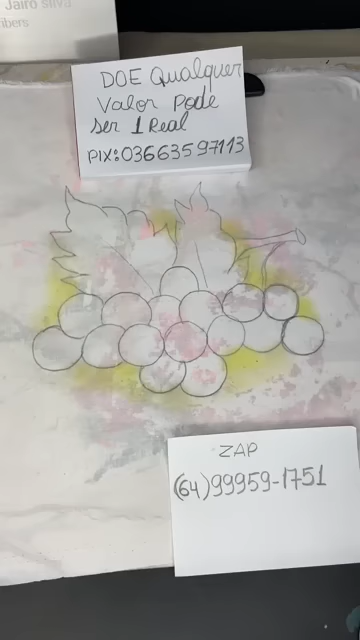 Jairo silva
DOE Qualquer
Valor Pode
ser 1 Real
PIX:03663597113
ZAP
(64)99959-1751